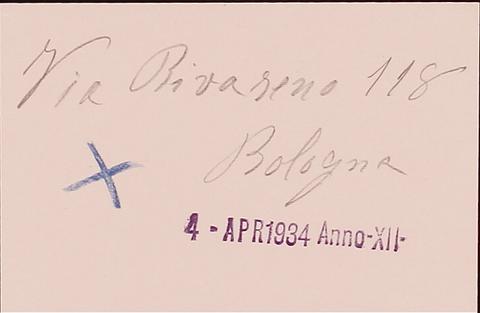 Via Rivareno 118
Bologna
4 - APR 1934 Anno-XII-